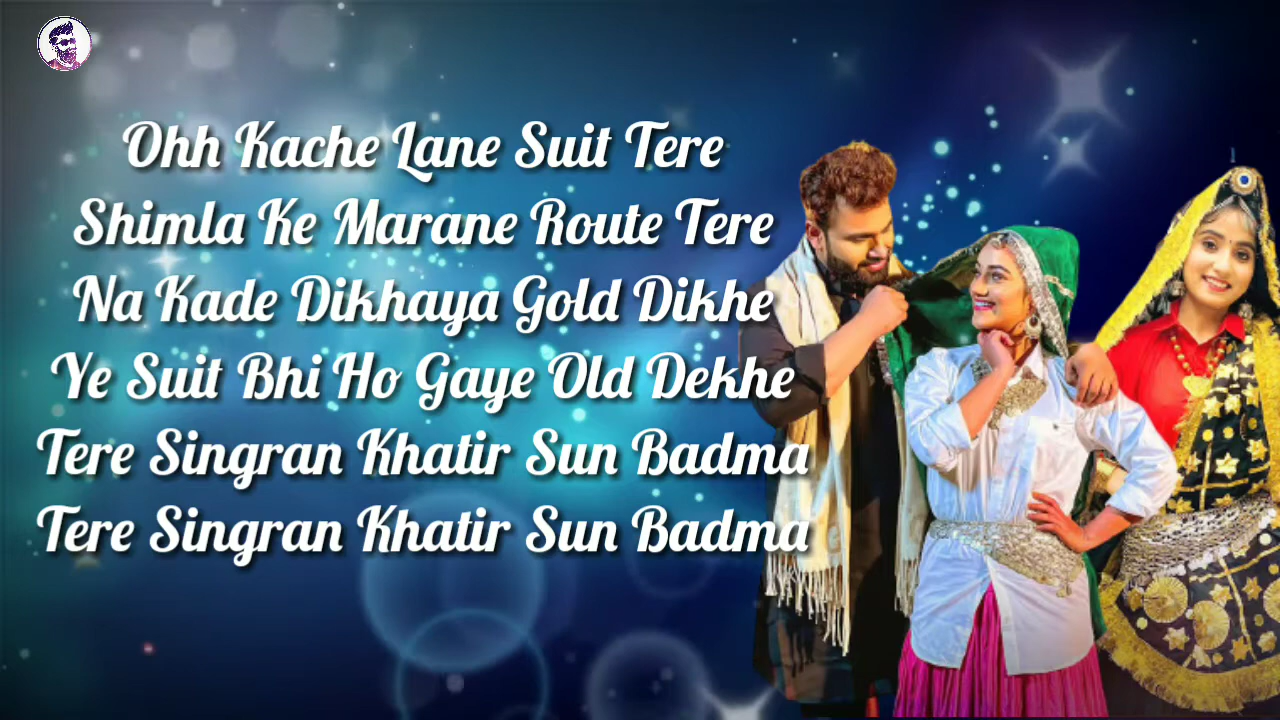 Ohh Kache Lane Suit Tere
Shimla Ke Marane Route Tere
Na Kade Dikhaya Gold Dikhe
Ye Suit Bhi Ho Gaye Old Dekhe
Tere Singran Khatir Sun Badma
Tere Singran Khatir Sun Badma